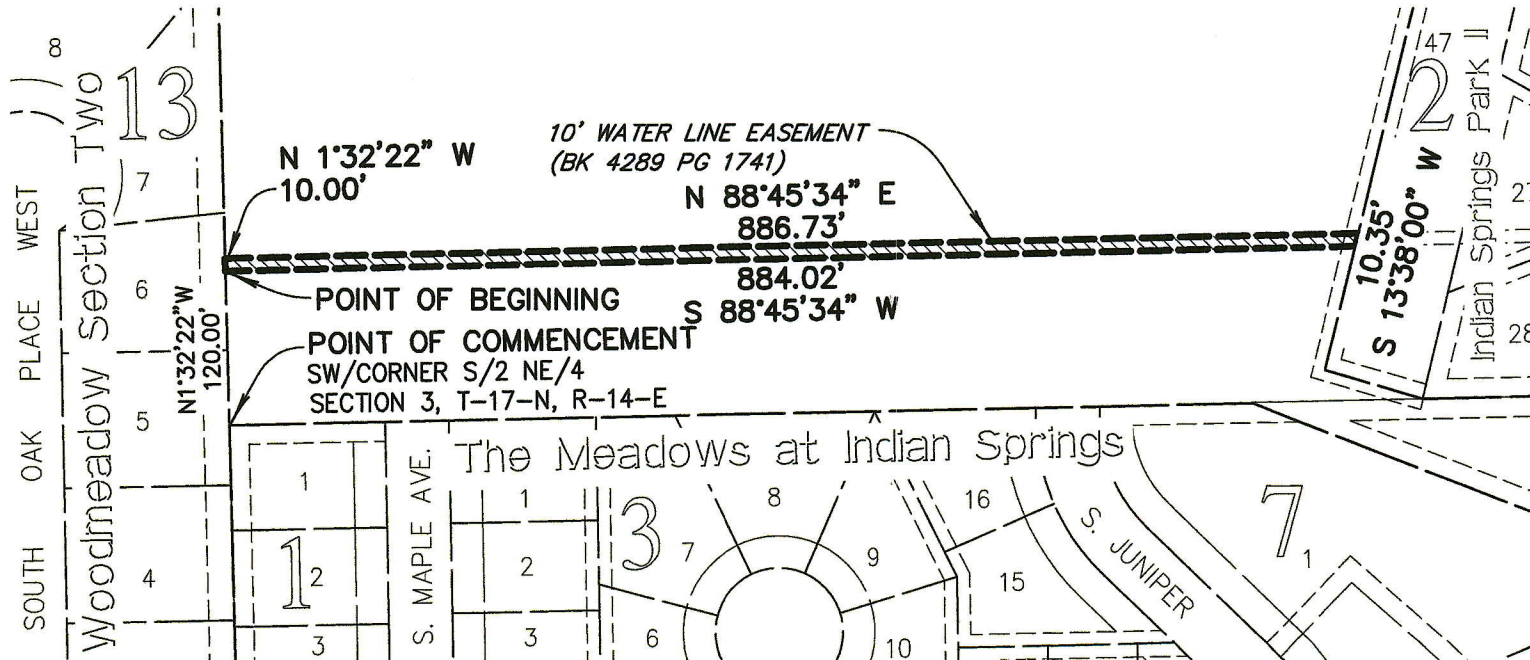 8
13
Woodmeadow Section Two
SOUTH OAK PLACE WEST
7
6
5
4
N 1°32'22" W
10.00'
10' WATER LINE EASEMENT
(BK 4289 PG 1741)
N 88°45'34" E
886.73'
884.02'
S 88°45'34" W
POINT OF BEGINNING
POINT OF COMMENCEMENT
SW/CORNER S/2 NE/4
SECTION 3, T-17-N, R-14-E
N1°32'22"W
120.00'
10.35'
S 13°38'00" W
47
2
Indian Springs Park II
27
28
The Meadows at Indian Springs
1
1
2
3
S. MAPLE AVE.
1
2
3
3
6
7
8
9
10
16
15
S. JUNIPER
7
1